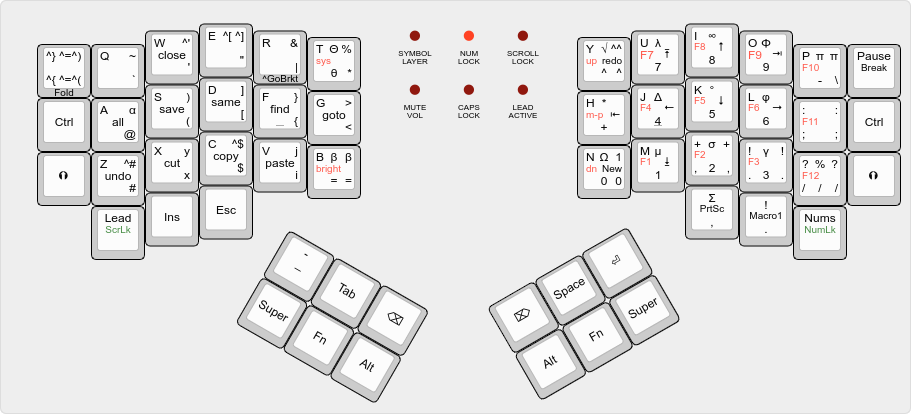 ^} ^=^)
^{ ^=^(
Fold
Q ~
`
W ^'
close
'
E ^[ ^]
"
R &
|
^GoBrkt
T Θ %
sys
θ *
Ctrl
A α
all
@
S )
save
(
D ]
same
[
F }
find
_ {
G >
goto
<
Z ^#
undo
#
X y
cut
x
C ^$
copy
$
V j
paste
i
B β β
bright
= =
Lead
ScrLk
Ins
Esc
SYMBOL
LAYER
NUM
LOCK
SCROLL
LOCK
MUTE
VOL
CAPS
LOCK
LEAD
ACTIVE
Y √ ^^
up redo
^ ^
U λ ⤒
F7
7
I ∞
F8 ↑
8
O Φ
F9 ⇥
9
P π π
F10
- \
Pause
Break
H *
m-p ⇤
+
J Δ
F4 ←
4
K °
F5 ↓
5
L φ
F6 →
6
: :
F11
; ;
Ctrl
N Ω 1
dn New
0 0
M μ
F1 ⤓
1
+ σ +
F2
, 2 ,
! γ !
F3
. 3 .
? % ?
F12
/ / /
Σ
PrtSc
,
!
Macro1
.
Nums
NumLk
-
_
Tab
⌫
Super
Fn
Alt
⌦
Space
⏎
Alt
Fn
Super